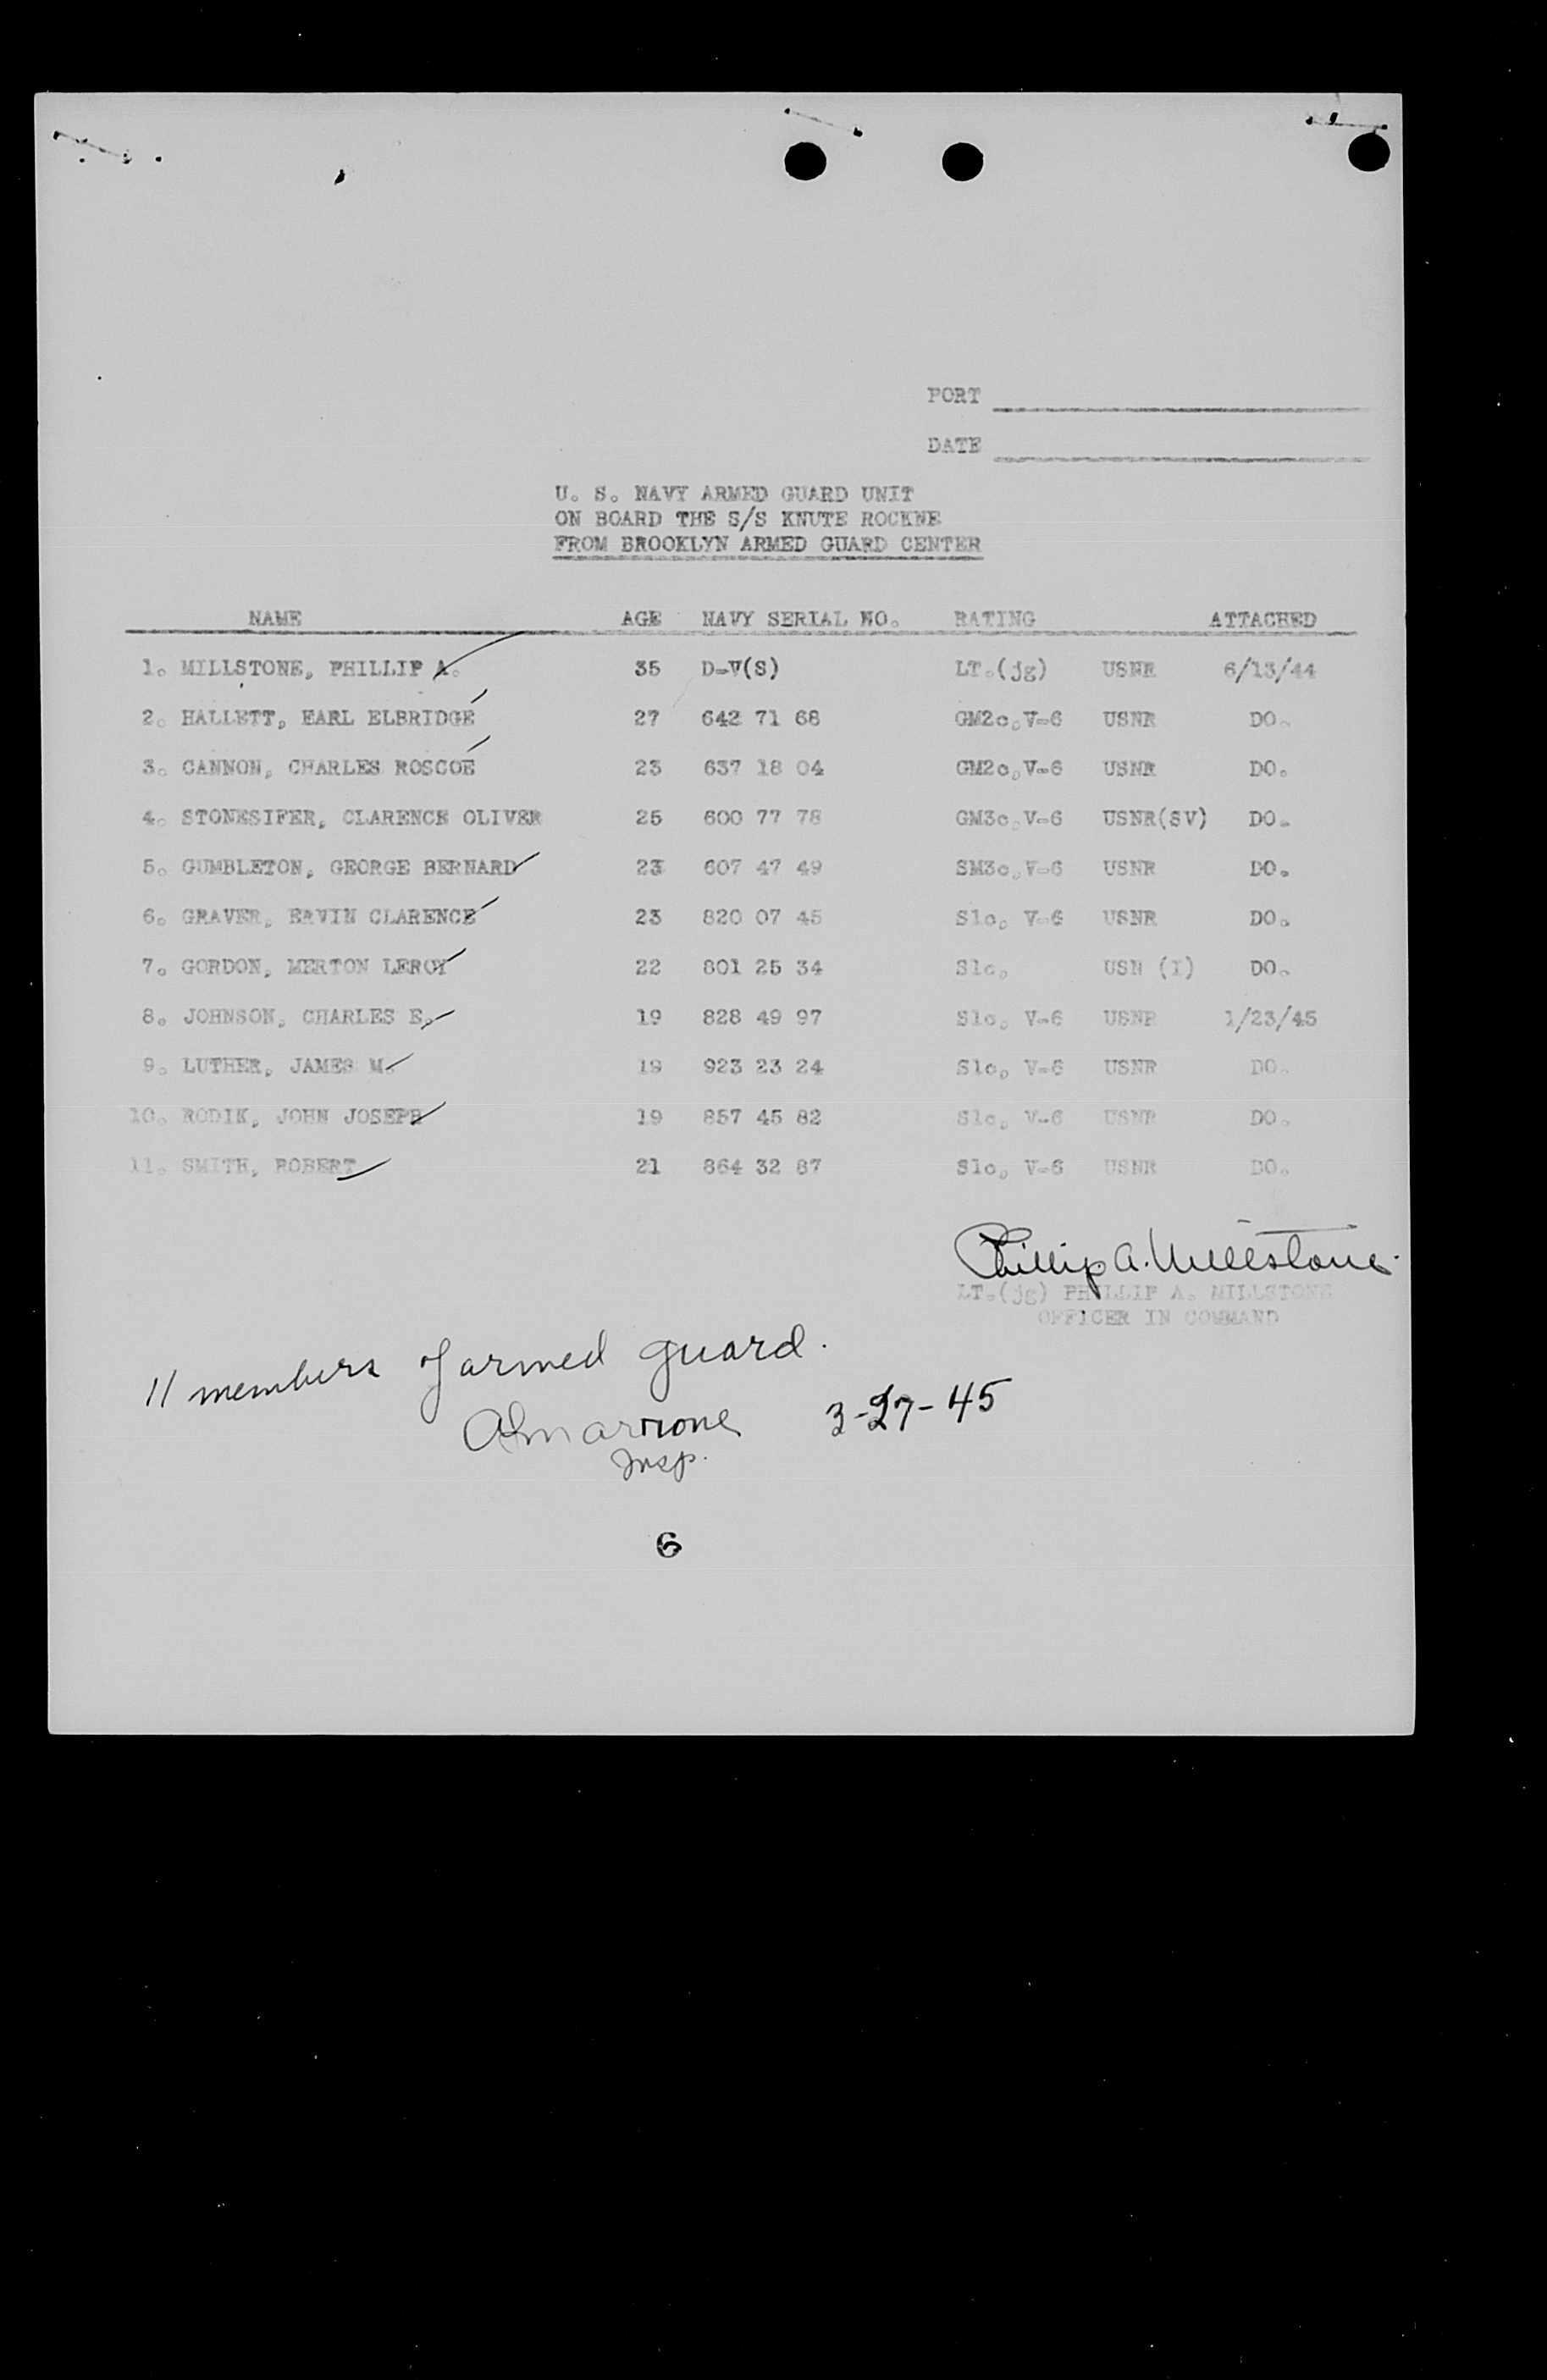 PORT
DATE
U. S. NAVY ARMED GUARD UNIT
ON BOARD THE S/S KNUTE ROCKNE
FROM BROOKLYN ARMED GUARD CENTER
NAME AGE NAVY SERIAL NO. RATING ATTACHED
1. MILLSTONE, PHILLIP A. 35 D-V(S) LT.(jg) USNR 6/13/44
2. HALLETT, EARL ELBRIDGE 27 642 71 68 GM2c,V-6 USNR DO.
3. CANNON, CHARLES ROSCOE 23 637 18 04 GM2c,V-6 USNR DO.
4. STONESIFER, CLARENCE OLIVER 25 600 77 78 GM3c,V-6 USNR(SV) DO.
5. GUMBLETON, GEORGE BERNARD 23 607 47 49 SM3c,V-6 USNR DO.
6. GRAVER, ERVIN CLARENCE 23 820 07 45 S1c, V-6 USNR DO.
7. GORDON, MERTON LEROY 22 801 25 34 S1c, USN (I) DO.
8. JOHNSON, CHARLES E. 19 828 49 97 S1c, V-6 USNR 1/23/45
9. LUTHER, JAMES M. 19 923 23 24 S1c, V-6 USNR DO.
10. RODIK, JOHN JOSEPH 19 857 45 82 S1c, V-6 USNR DO.
11. SMITH, ROBERT 21 864 32 87 S1c, V-6 USNR DO.
Phillip A. Millstone
LT.(jg) PHILLIP A. MILLSTONE
OFFICER IN COMMAND
11 members of armed guard.
3-27-45
Insp.
6